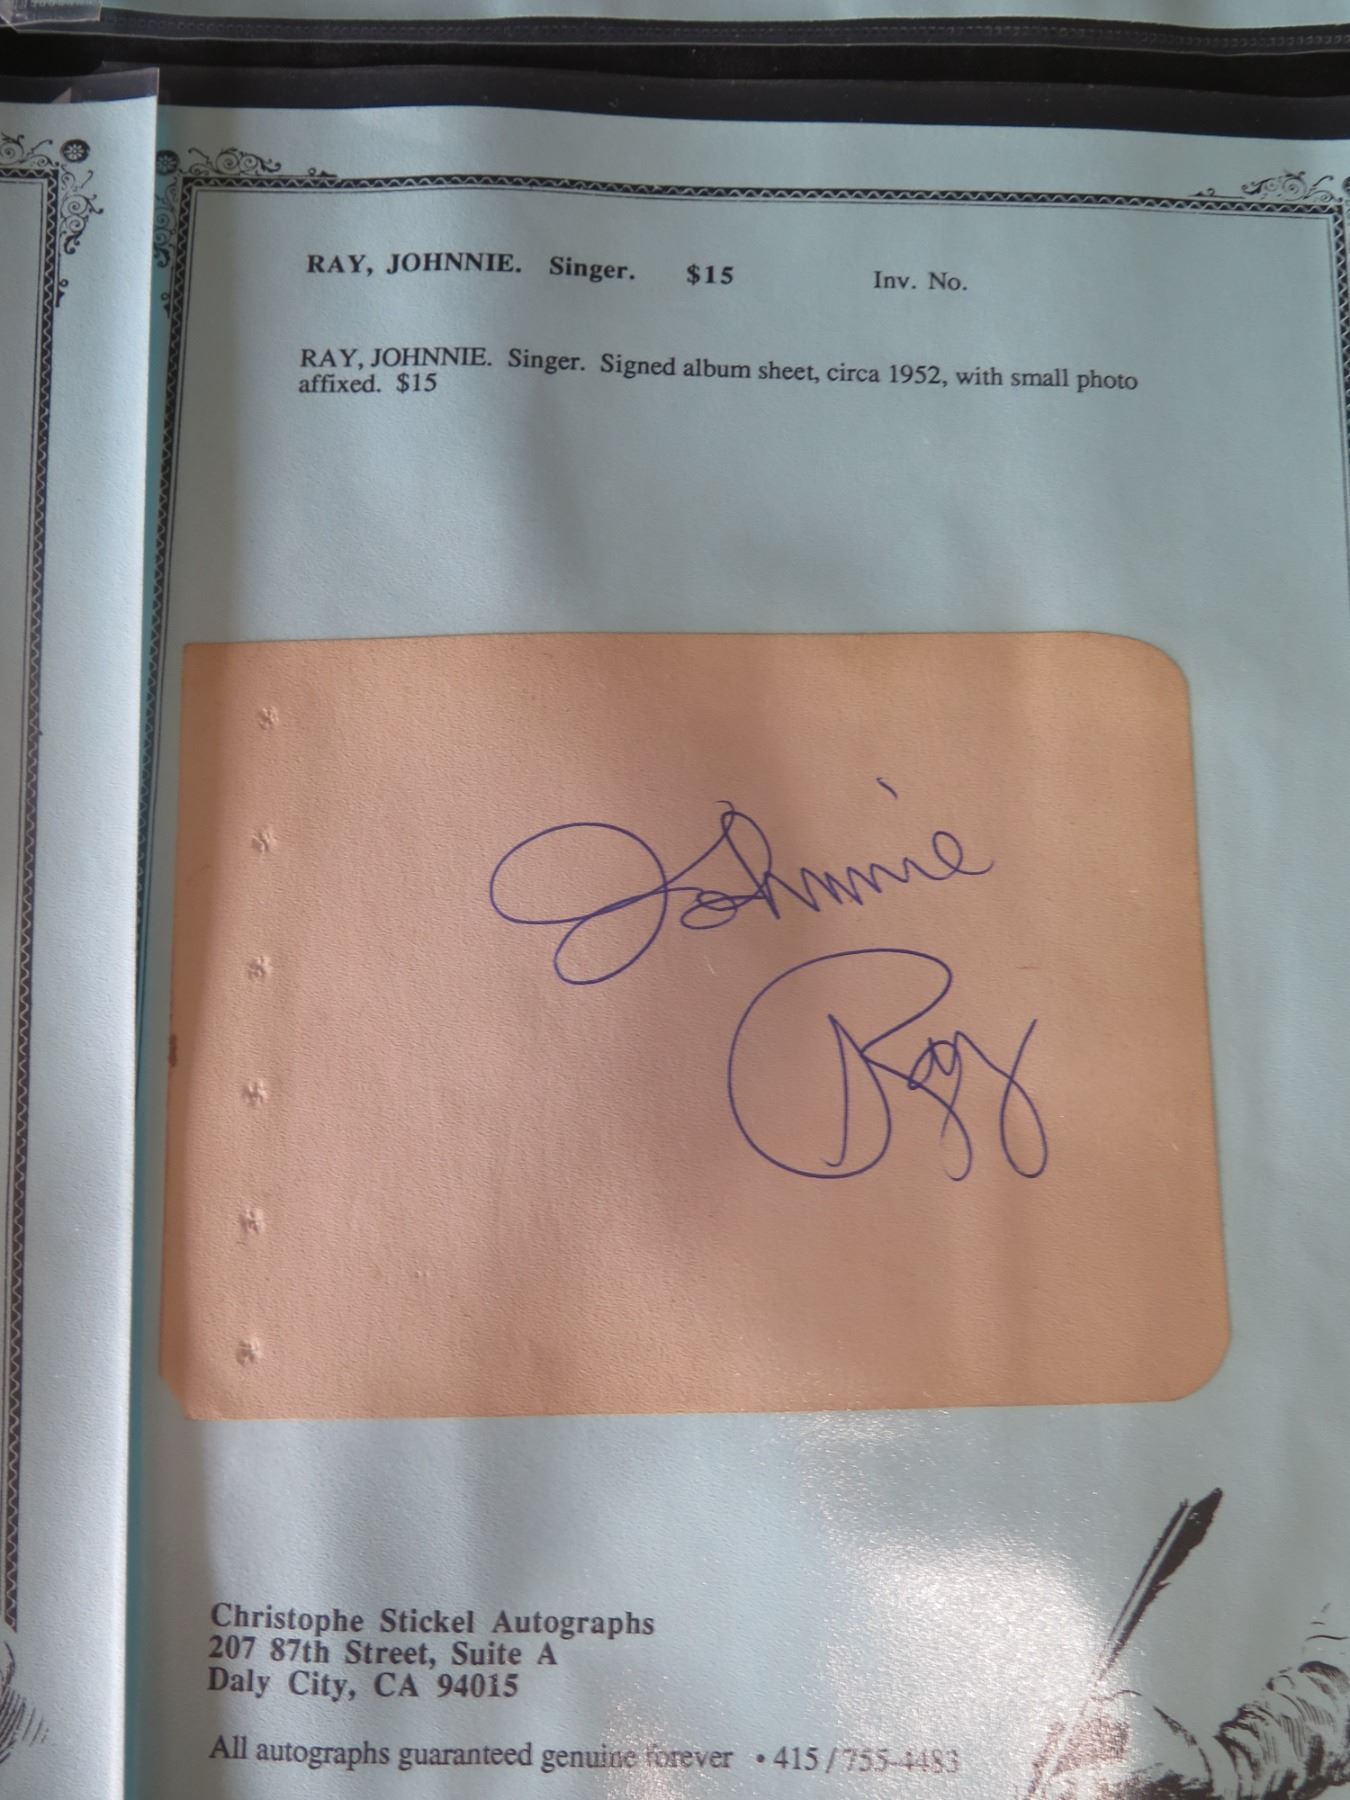 RAY, JOHNNIE. Singer. $15 Inv. No.
RAY, JOHNNIE. Singer. Signed album sheet, circa 1952, with small photo
affixed. $15
Johnnie
Ray
Christophe Stickel Autographs
207 87th Street, Suite A
Daly City, CA 94015
All autographs guaranteed genuine forever • 415/755-4483